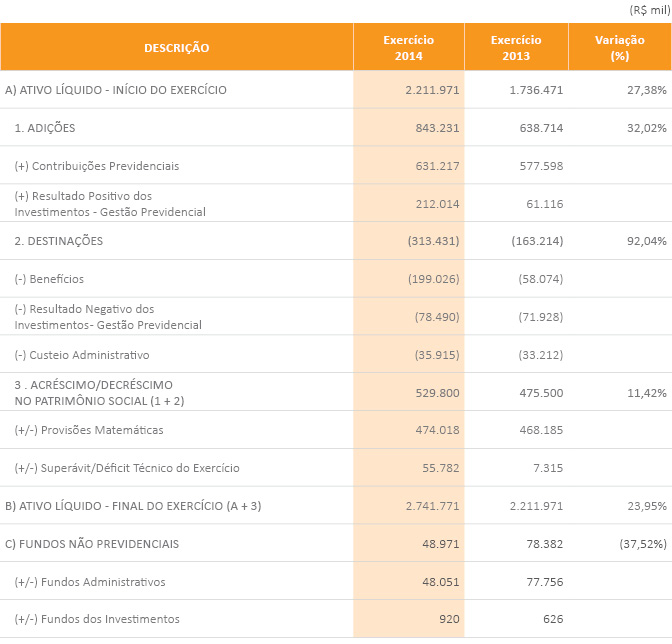 (R$ mil)
DESCRIÇÃO Exercício 2014 Exercício 2013 Variação (%)
A) ATIVO LÍQUIDO - INÍCIO DO EXERCÍCIO 2.211.971 1.736.471 27,38%
1. ADIÇÕES 843.231 638.714 32,02%
(+) Contribuições Previdenciais 631.217 577.598
(+) Resultado Positivo dos
Investimentos - Gestão Previdencial 212.014 61.116
2. DESTINAÇÕES (313.431) (163.214) 92,04%
(-) Benefícios (199.026) (58.074)
(-) Resultado Negativo dos
Investimentos- Gestão Previdencial (78.490) (71.928)
(-) Custeio Administrativo (35.915) (33.212)
3 . ACRÉSCIMO/DECRÉSCIMO
NO PATRIMÔNIO SOCIAL (1 + 2) 529.800 475.500 11,42%
(+/-) Provisões Matemáticas 474.018 468.185
(+/-) Superávit/Déficit Técnico do Exercício 55.782 7.315
B) ATIVO LÍQUIDO - FINAL DO EXERCÍCIO (A + 3) 2.741.771 2.211.971 23,95%
C) FUNDOS NÃO PREVIDENCIAIS 48.971 78.382 (37,52%)
(+/-) Fundos Administrativos 48.051 77.756
(+/-) Fundos dos Investimentos 920 626